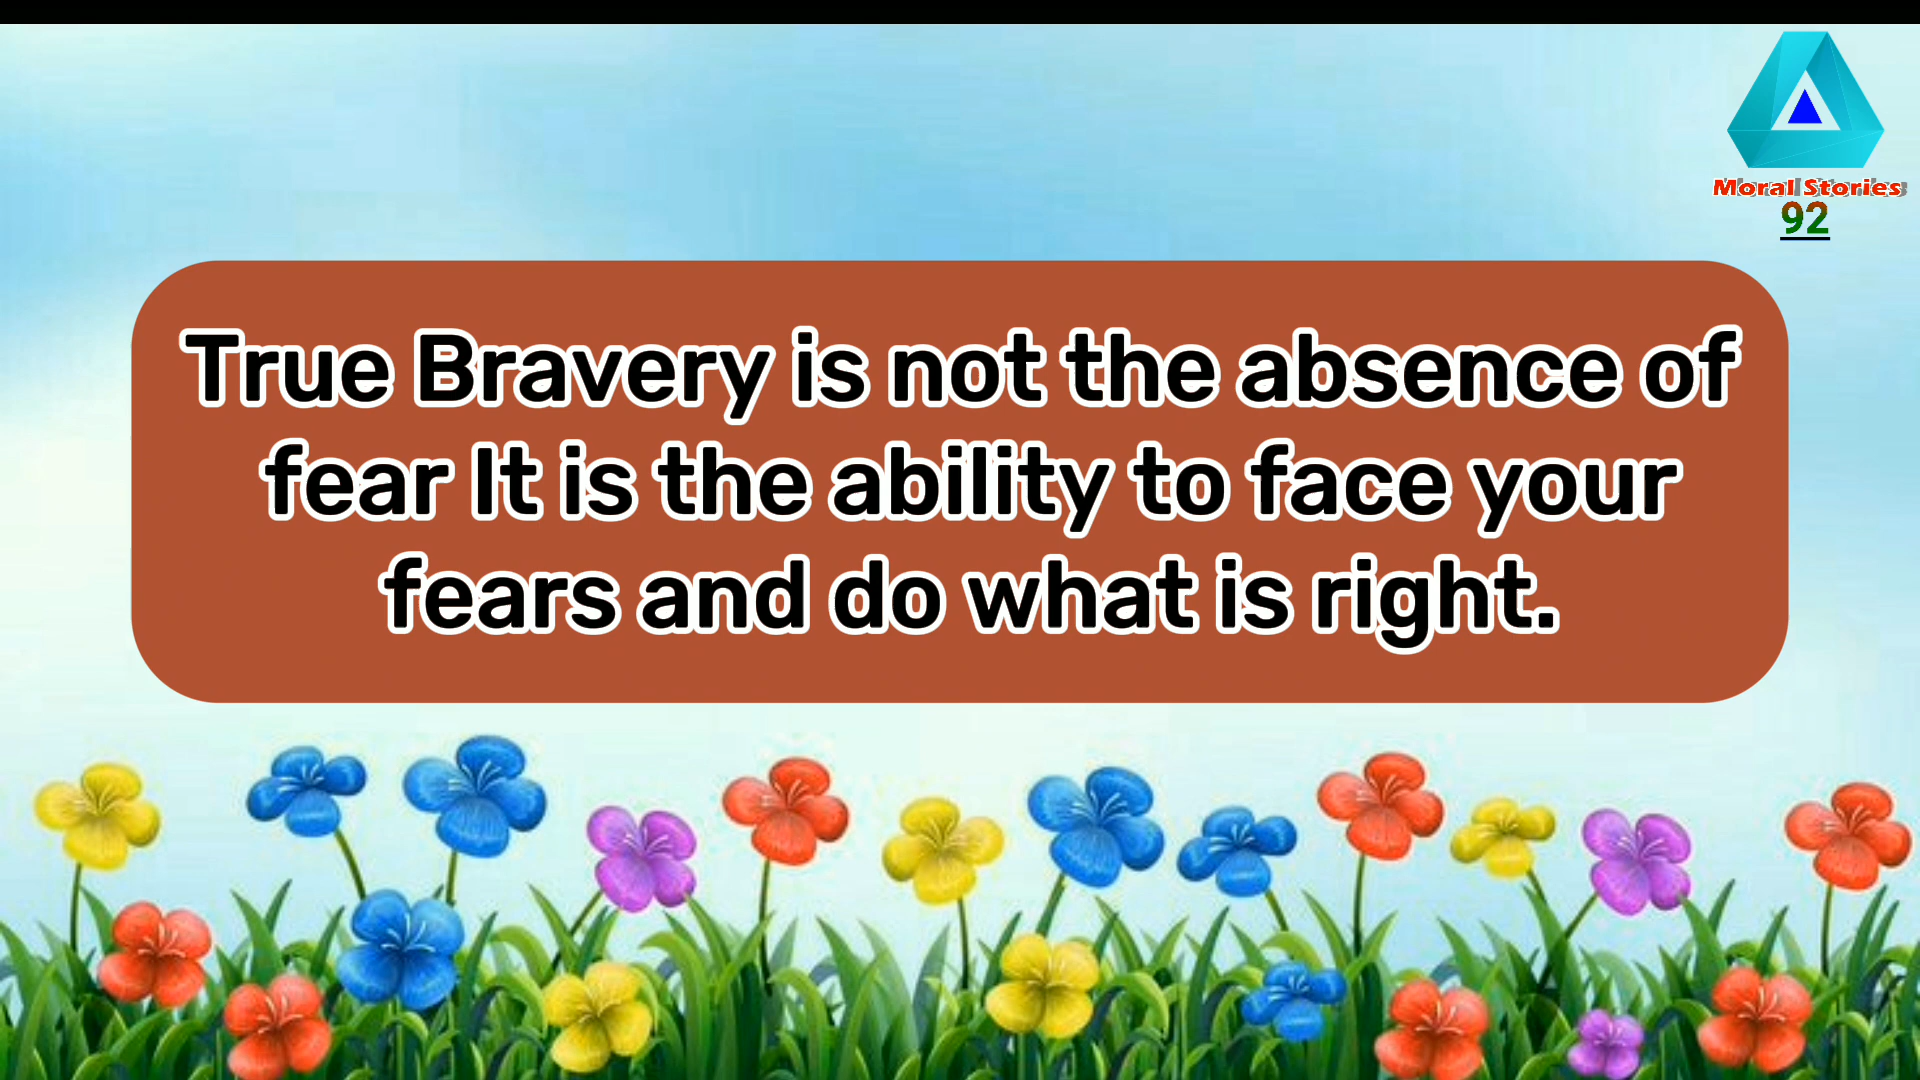 Moral Stories
92
True Bravery is not the absence of
fear It is the ability to face your
fears and do what is right.